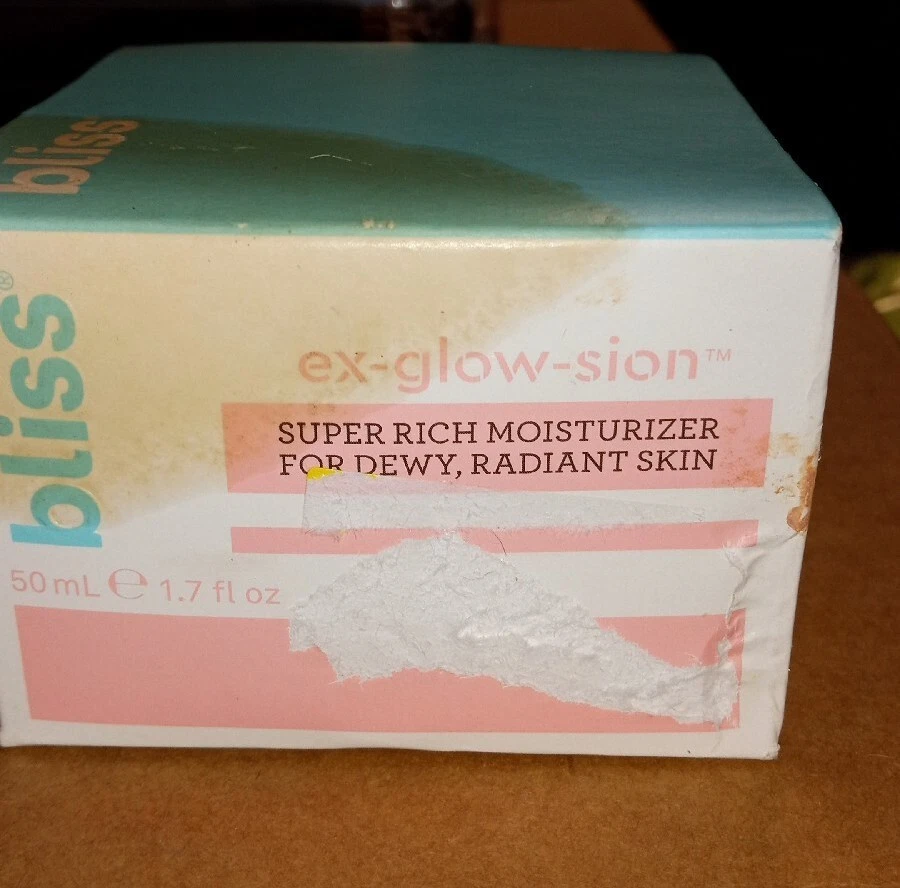 bliss
bliss®
ex-glow-sion™
SUPER RICH MOISTURIZER
FOR DEWY, RADIANT SKIN
50 mL ℮ 1.7 fl oz